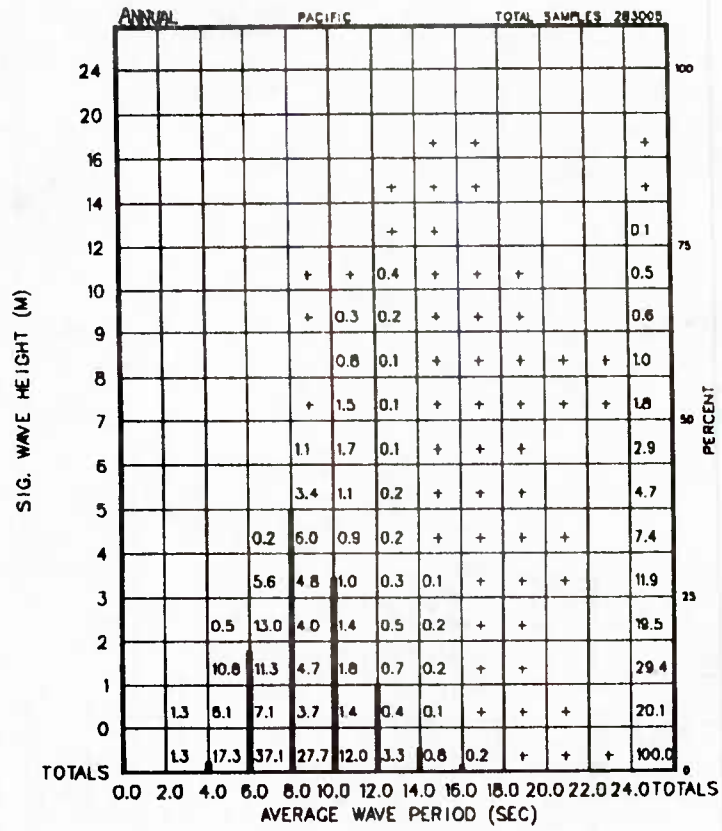 ANNUAL PACIFIC TOTAL SAMPLES 283005
24 100
20
+ + +
16
+ + + +
14
+ + 0.1
12 75
+ + 0.4 + + + 0.5
10
+ 0.3 0.2 + + + 0.6
9
0.8 0.1 + + + + + 1.0
8
+ 1.5 0.1 + + + + + 1.8
7 50
1.1 1.7 0.1 + + + 2.9
6
3.4 1.1 0.2 + + + 4.7
5
0.2 6.0 0.9 0.2 + + + + 7.4
4
5.6 4.8 1.0 0.3 0.1 + + + 11.9
3 25
0.5 13.0 4.0 1.4 0.5 0.2 + + 19.5
2
10.8 11.3 4.7 1.8 0.7 0.2 + + 29.4
1
1.3 6.1 7.1 3.7 1.4 0.4 0.1 + + + 20.1
0
1.3 17.3 37.1 27.7 12.0 3.3 0.8 0.2 + + + 100.0
TOTALS 0
0.0 2.0 4.0 6.0 8.0 10.0 12.0 14.0 16.0 18.0 20.0 22.0 24.0 TOTALS
AVERAGE WAVE PERIOD (SEC)
SIG. WAVE HEIGHT (M)
PERCENT